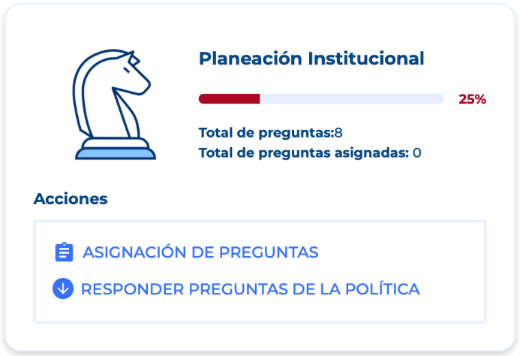 Planeación Institucional
25%
Total de preguntas:8
Total de preguntas asignadas: 0
Acciones
ASIGNACIÓN DE PREGUNTAS
RESPONDER PREGUNTAS DE LA POLÍTICA